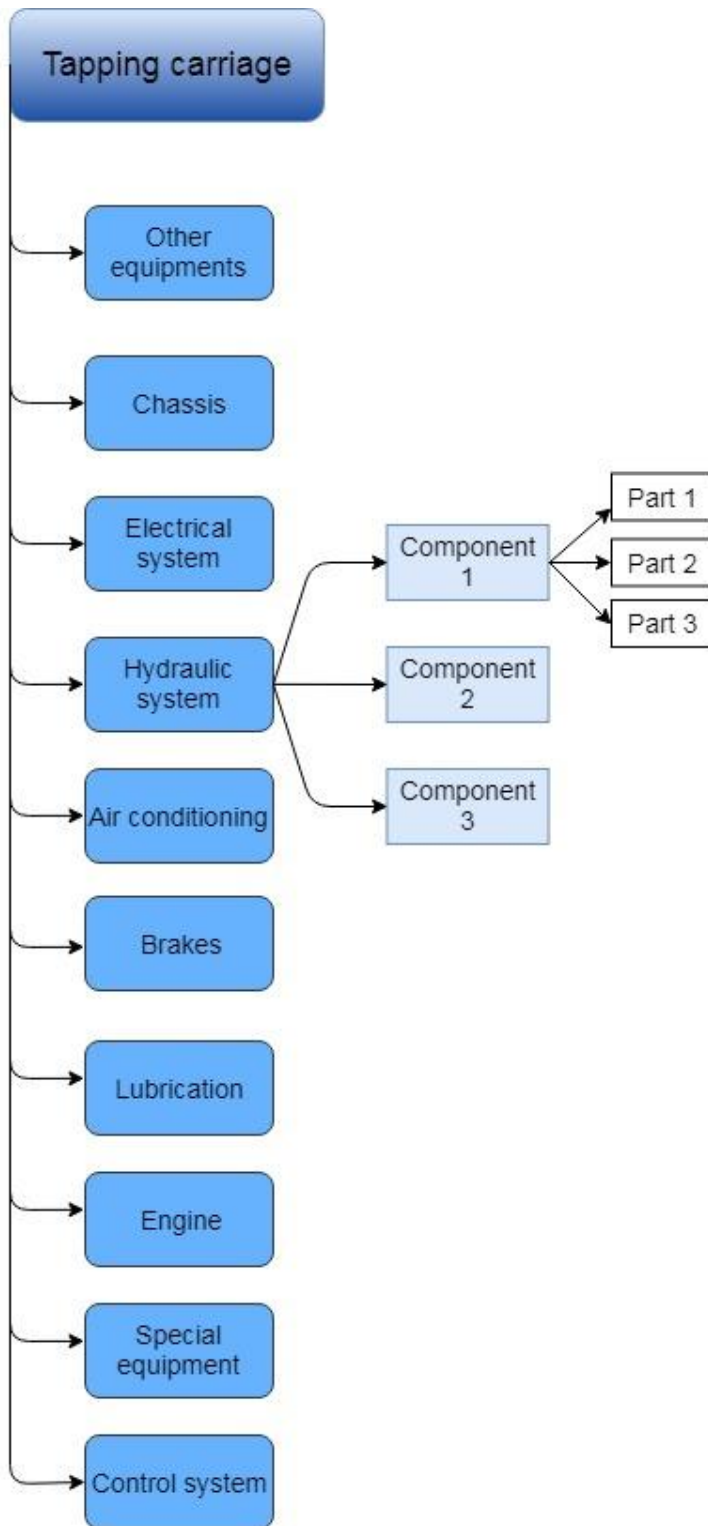 Tapping carriage
Other
equipments
Chassis
Electrical
system
Hydraulic
system
Component
1
Part 1
Part 2
Part 3
Component
2
Component
3
Air conditioning
Brakes
Lubrication
Engine
Special
equipment
Control system